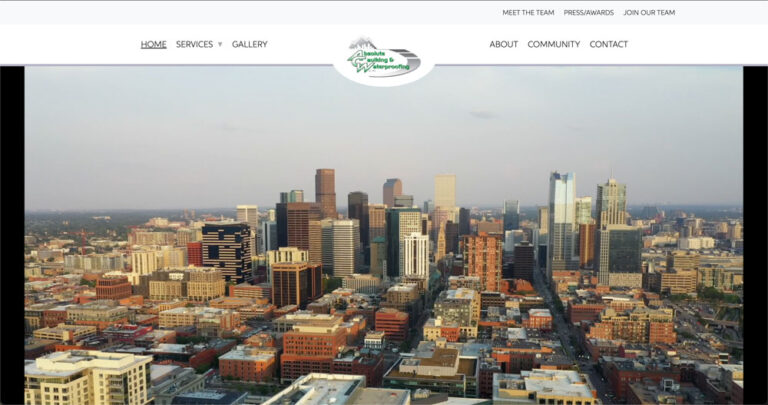 MEET THE TEAM PRESS/AWARDS JOIN OUR TEAM
HOME SERVICES ▼ GALLERY
Absolute
Caulking &
Waterproofing
ABOUT COMMUNITY CONTACT